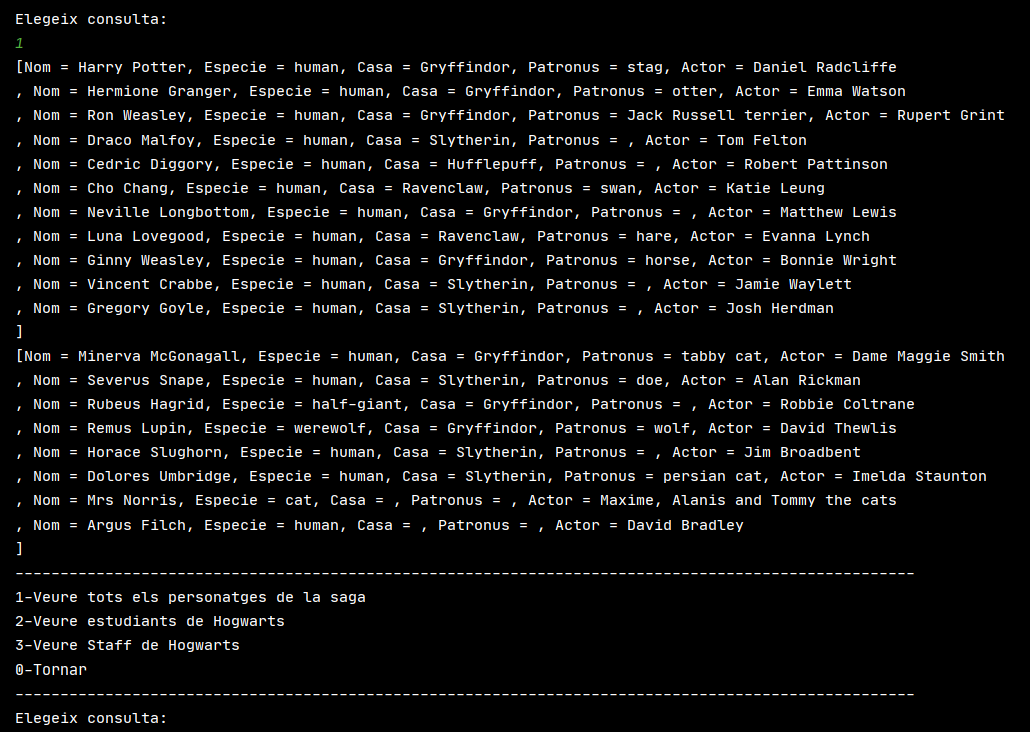 Elegeix consulta:
1
[Nom = Harry Potter, Especie = human, Casa = Gryffindor, Patronus = stag, Actor = Daniel Radcliffe
, Nom = Hermione Granger, Especie = human, Casa = Gryffindor, Patronus = otter, Actor = Emma Watson
, Nom = Ron Weasley, Especie = human, Casa = Gryffindor, Patronus = Jack Russell terrier, Actor = Rupert Grint
, Nom = Draco Malfoy, Especie = human, Casa = Slytherin, Patronus = , Actor = Tom Felton
, Nom = Cedric Diggory, Especie = human, Casa = Hufflepuff, Patronus = , Actor = Robert Pattinson
, Nom = Cho Chang, Especie = human, Casa = Ravenclaw, Patronus = swan, Actor = Katie Leung
, Nom = Neville Longbottom, Especie = human, Casa = Gryffindor, Patronus = , Actor = Matthew Lewis
, Nom = Luna Lovegood, Especie = human, Casa = Ravenclaw, Patronus = hare, Actor = Evanna Lynch
, Nom = Ginny Weasley, Especie = human, Casa = Gryffindor, Patronus = horse, Actor = Bonnie Wright
, Nom = Vincent Crabbe, Especie = human, Casa = Slytherin, Patronus = , Actor = Jamie Waylett
, Nom = Gregory Goyle, Especie = human, Casa = Slytherin, Patronus = , Actor = Josh Herdman
]
[Nom = Minerva McGonagall, Especie = human, Casa = Gryffindor, Patronus = tabby cat, Actor = Dame Maggie Smith
, Nom = Severus Snape, Especie = human, Casa = Slytherin, Patronus = doe, Actor = Alan Rickman
, Nom = Rubeus Hagrid, Especie = half-giant, Casa = Gryffindor, Patronus = , Actor = Robbie Coltrane
, Nom = Remus Lupin, Especie = werewolf, Casa = Gryffindor, Patronus = wolf, Actor = David Thewlis
, Nom = Horace Slughorn, Especie = human, Casa = Slytherin, Patronus = , Actor = Jim Broadbent
, Nom = Dolores Umbridge, Especie = human, Casa = Slytherin, Patronus = persian cat, Actor = Imelda Staunton
, Nom = Mrs Norris, Especie = cat, Casa = , Patronus = , Actor = Maxime, Alanis and Tommy the cats
, Nom = Argus Filch, Especie = human, Casa = , Patronus = , Actor = David Bradley
]
----------------------------------------------------------------------------------------------------
1-Veure tots els personatges de la saga
2-Veure estudiants de Hogwarts
3-Veure Staff de Hogwarts
0-Tornar
----------------------------------------------------------------------------------------------------
Elegeix consulta: